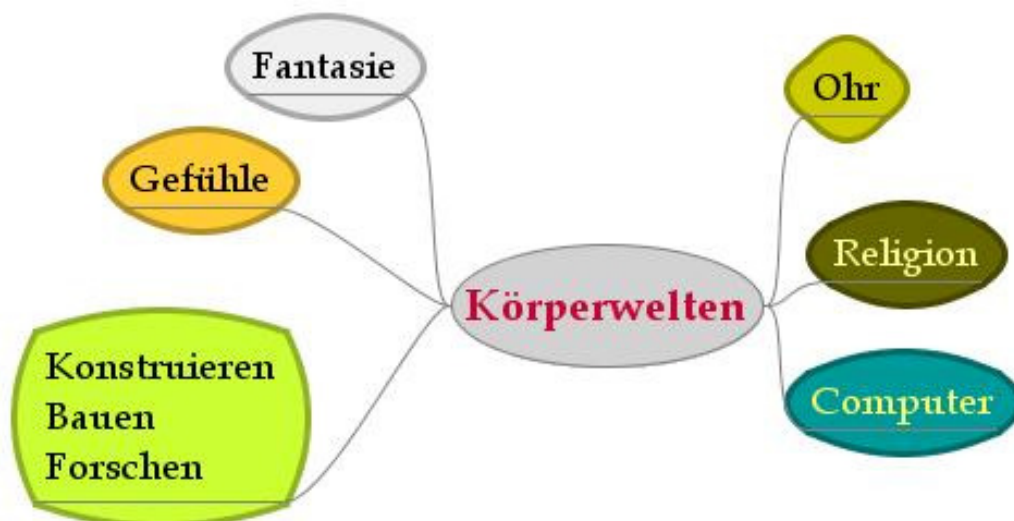 Fantasie
Ohr
Gefühle
Religion
Körperwelten
Konstruieren
Bauen
Forschen
Computer